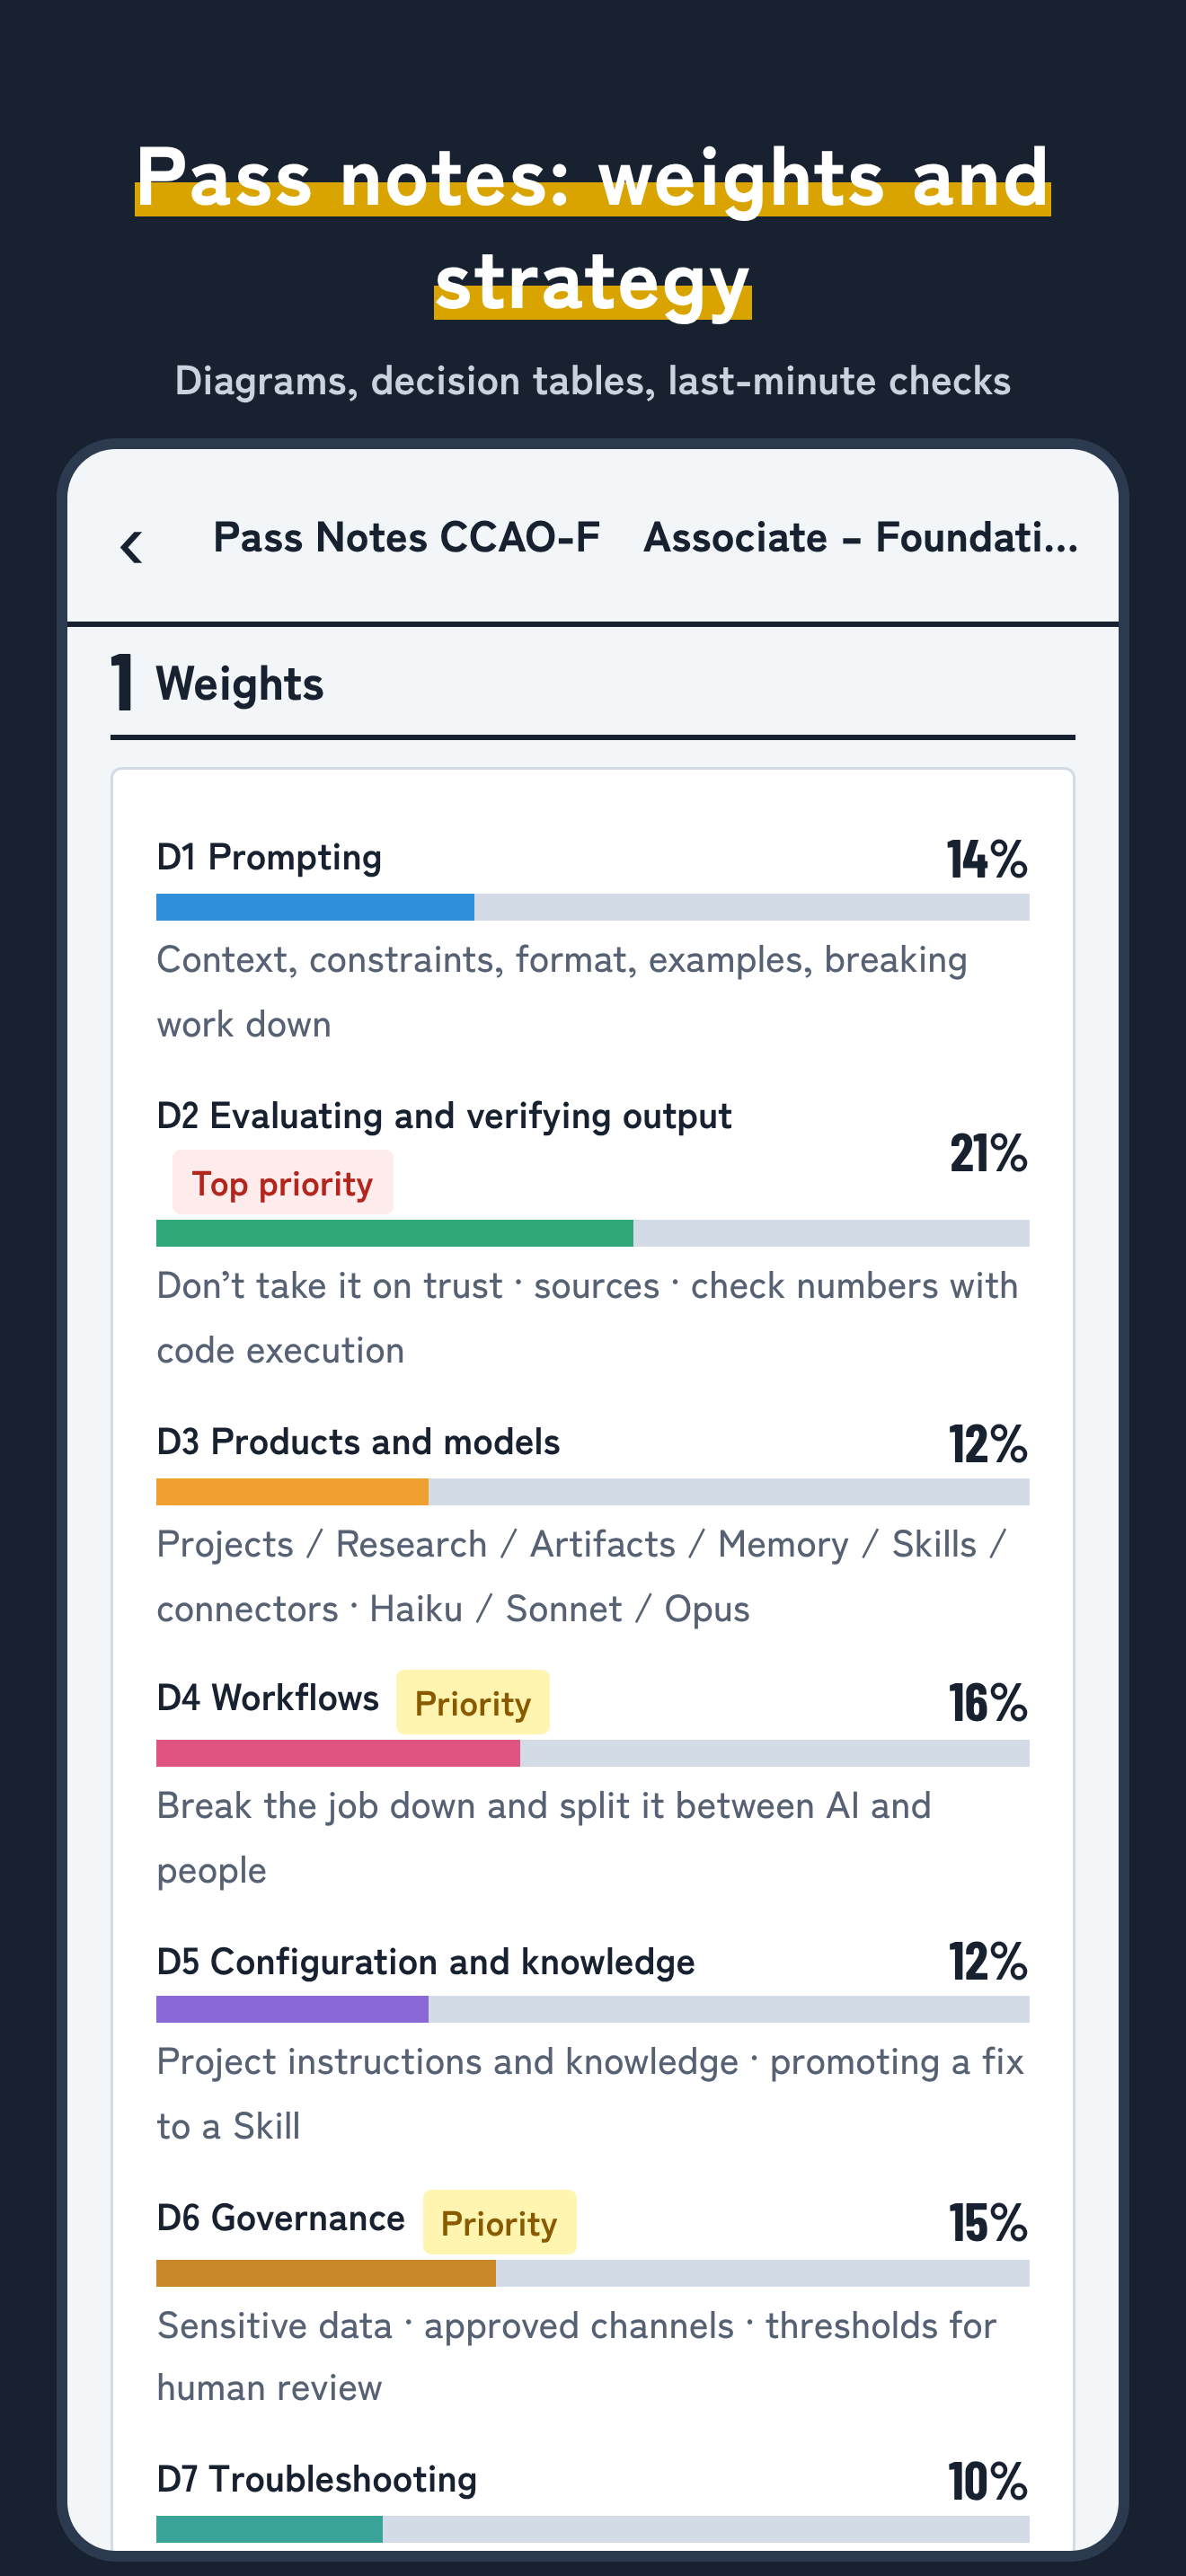 Pass notes: weights and
strategy
Diagrams, decision tables, last-minute checks
‹ Pass Notes CCAO-F Associate – Foundati...
1 Weights
D1 Prompting 14%
Context, constraints, format, examples, breaking
work down
D2 Evaluating and verifying output
Top priority 21%
Don’t take it on trust · sources · check numbers with
code execution
D3 Products and models 12%
Projects / Research / Artifacts / Memory / Skills /
connectors · Haiku / Sonnet / Opus
D4 Workflows Priority 16%
Break the job down and split it between AI and
people
D5 Configuration and knowledge 12%
Project instructions and knowledge · promoting a fix
to a Skill
D6 Governance Priority 15%
Sensitive data · approved channels · thresholds for
human review
D7 Troubleshooting 10%